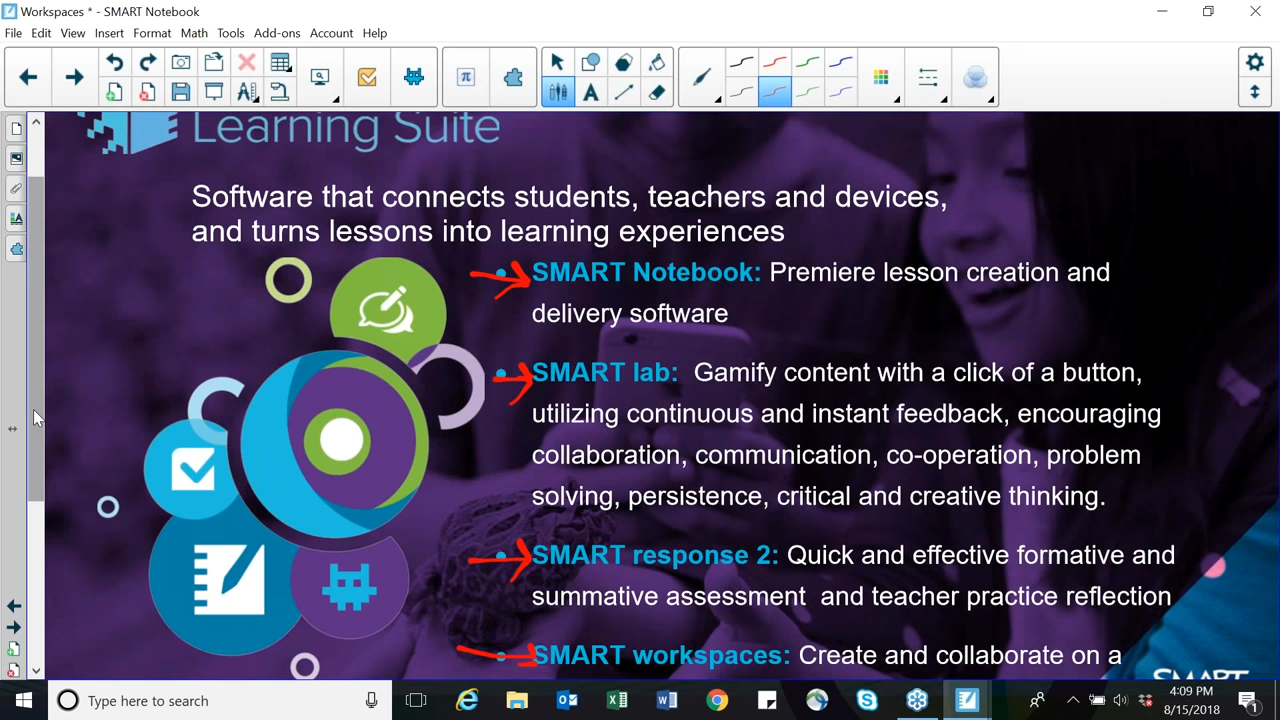 Workspaces * - SMART Notebook
File Edit View Insert Format Math Tools Add-ons Account Help
Learning Suite
Software that connects students, teachers and devices,
and turns lessons into learning experiences
• SMART Notebook: Premiere lesson creation and
delivery software
• SMART lab: Gamify content with a click of a button,
utilizing continuous and instant feedback, encouraging
collaboration, communication, co-operation, problem
solving, persistence, critical and creative thinking.
• SMART response 2: Quick and effective formative and
summative assessment and teacher practice reflection
• SMART workspaces: Create and collaborate on a
SMART
Type here to search
4:09 PM
8/15/2018
1